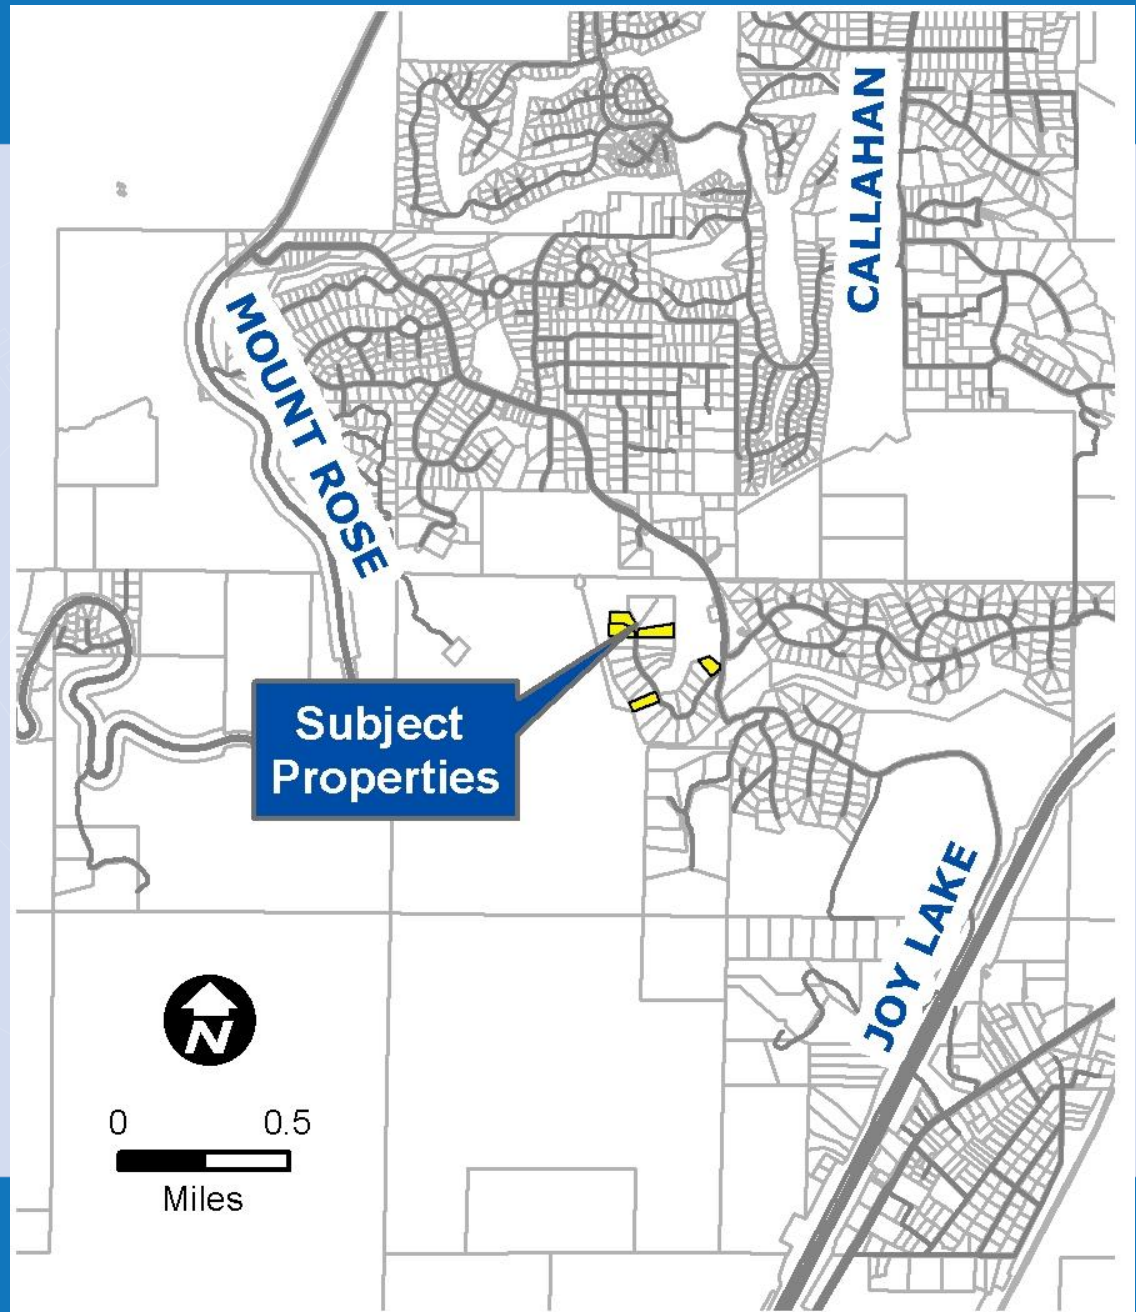 CALLAHAN
MOUNT ROSE
Subject
Properties
JOY LAKE
N
0 0.5
Miles